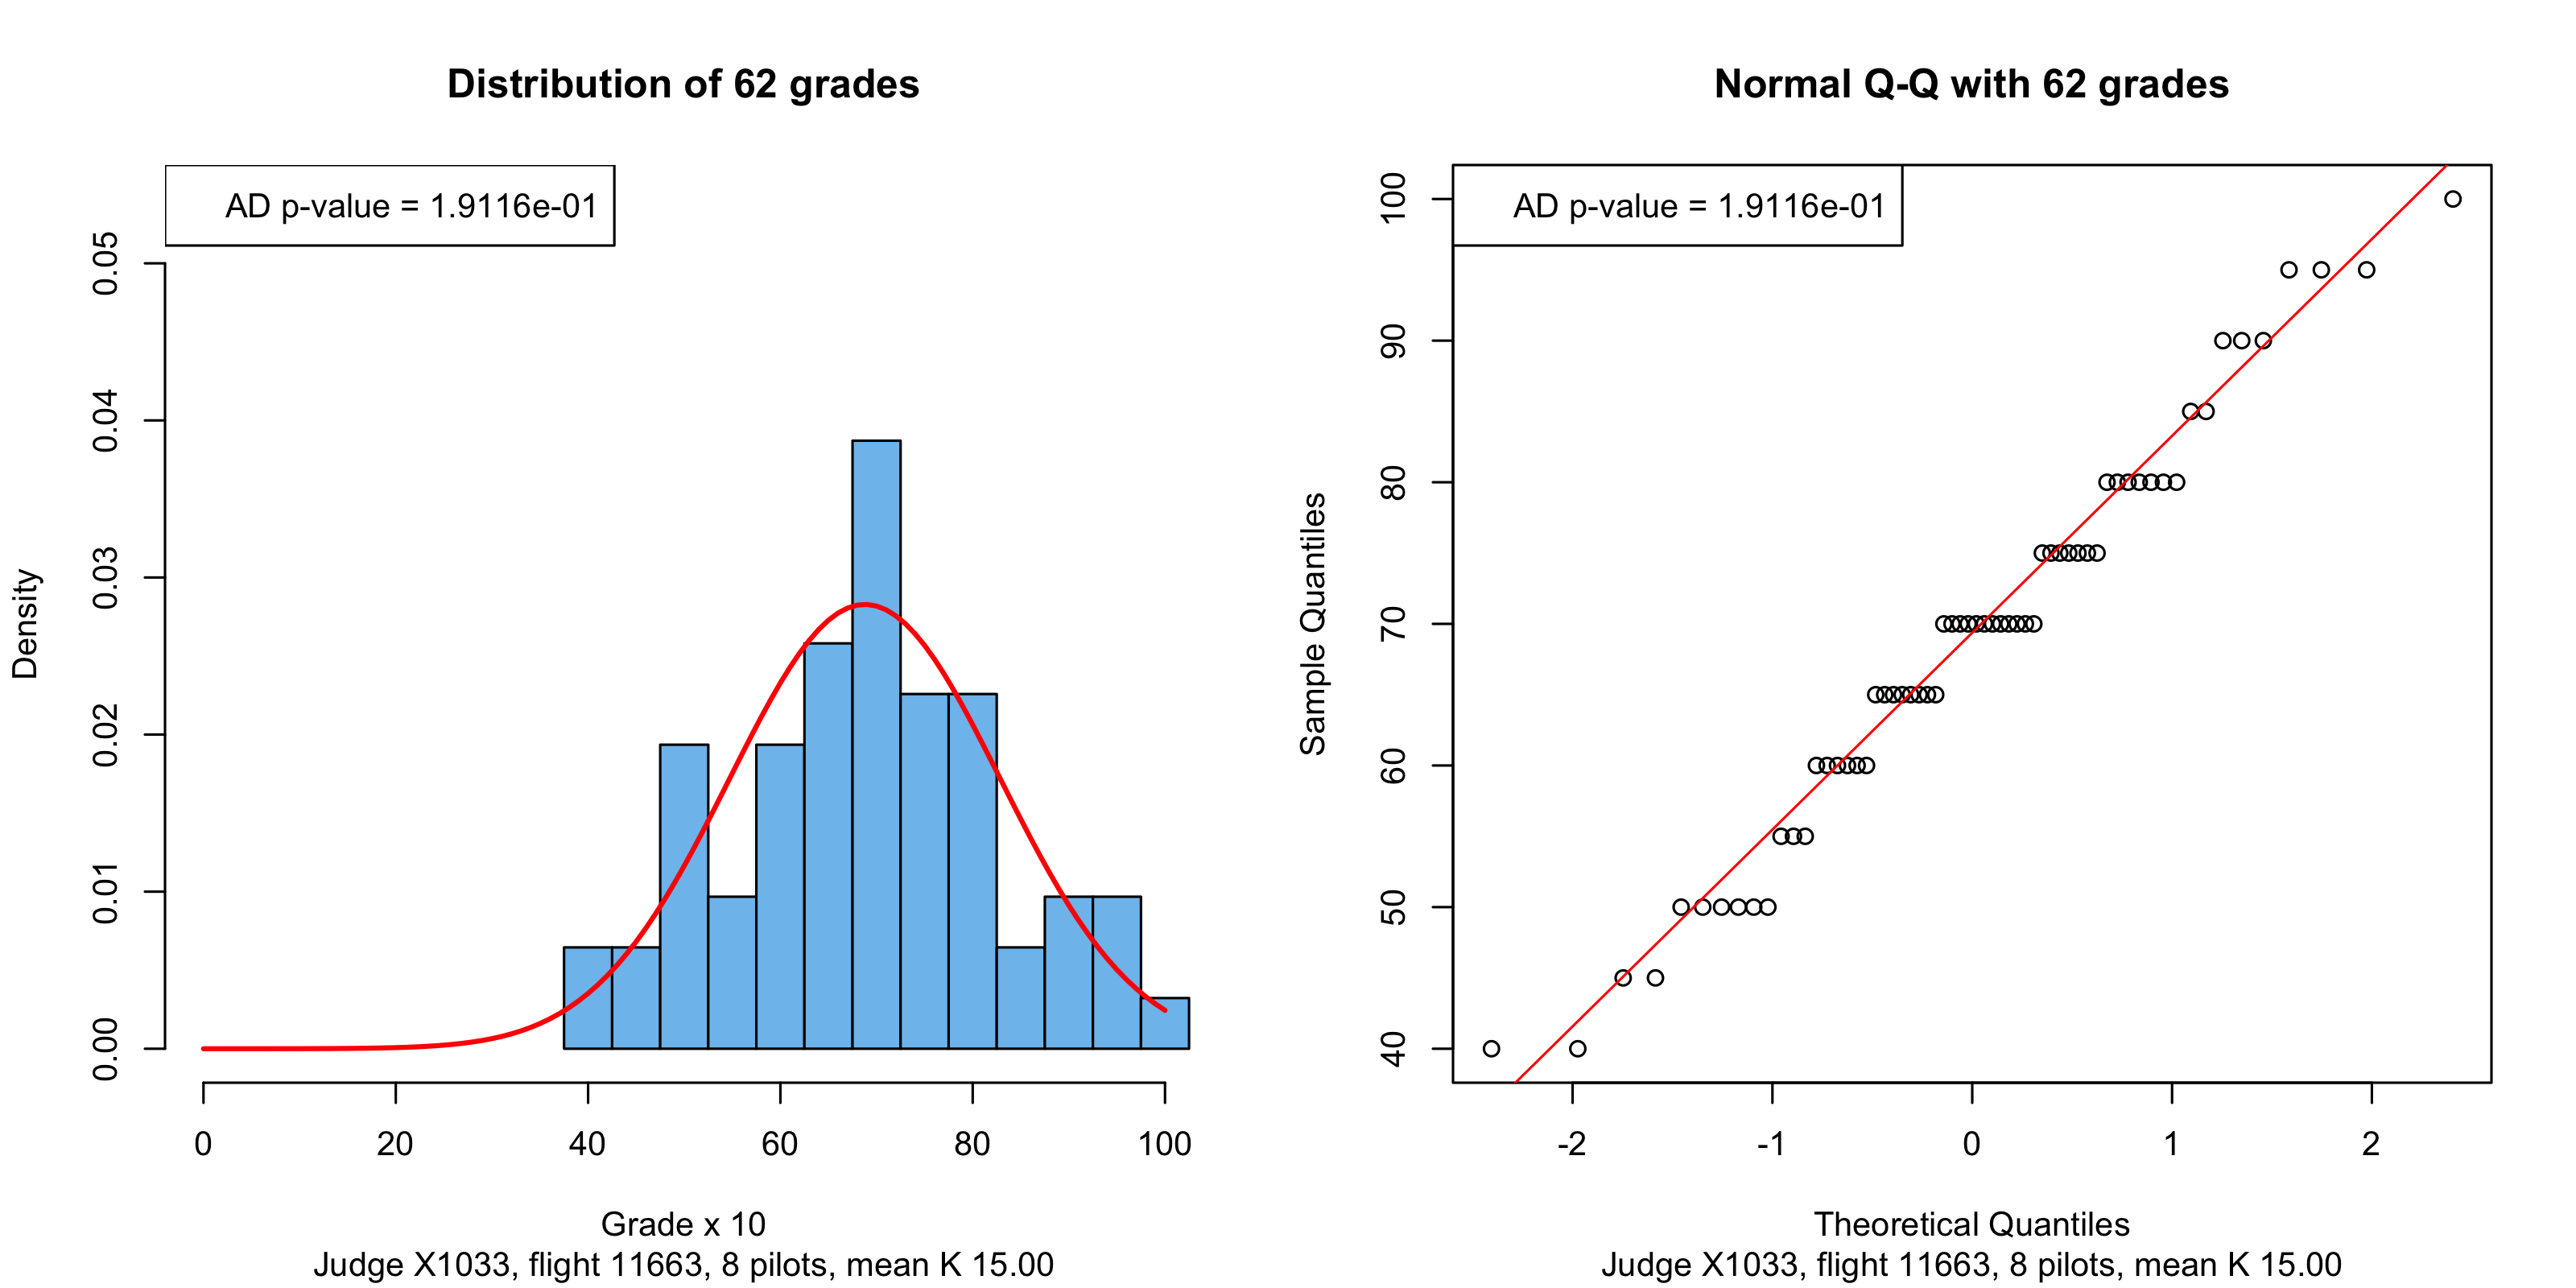 Distribution of 62 grades
AD p-value = 1.9116e-01
Density
0.00
0.01
0.02
0.03
0.04
0.05
0
20
40
60
80
100
Grade x 10
Judge X1033, flight 11663, 8 pilots, mean K 15.00
Normal Q-Q with 62 grades
AD p-value = 1.9116e-01
Sample Quantiles
40
50
60
70
80
90
100
-2
-1
0
1
2
Theoretical Quantiles
Judge X1033, flight 11663, 8 pilots, mean K 15.00